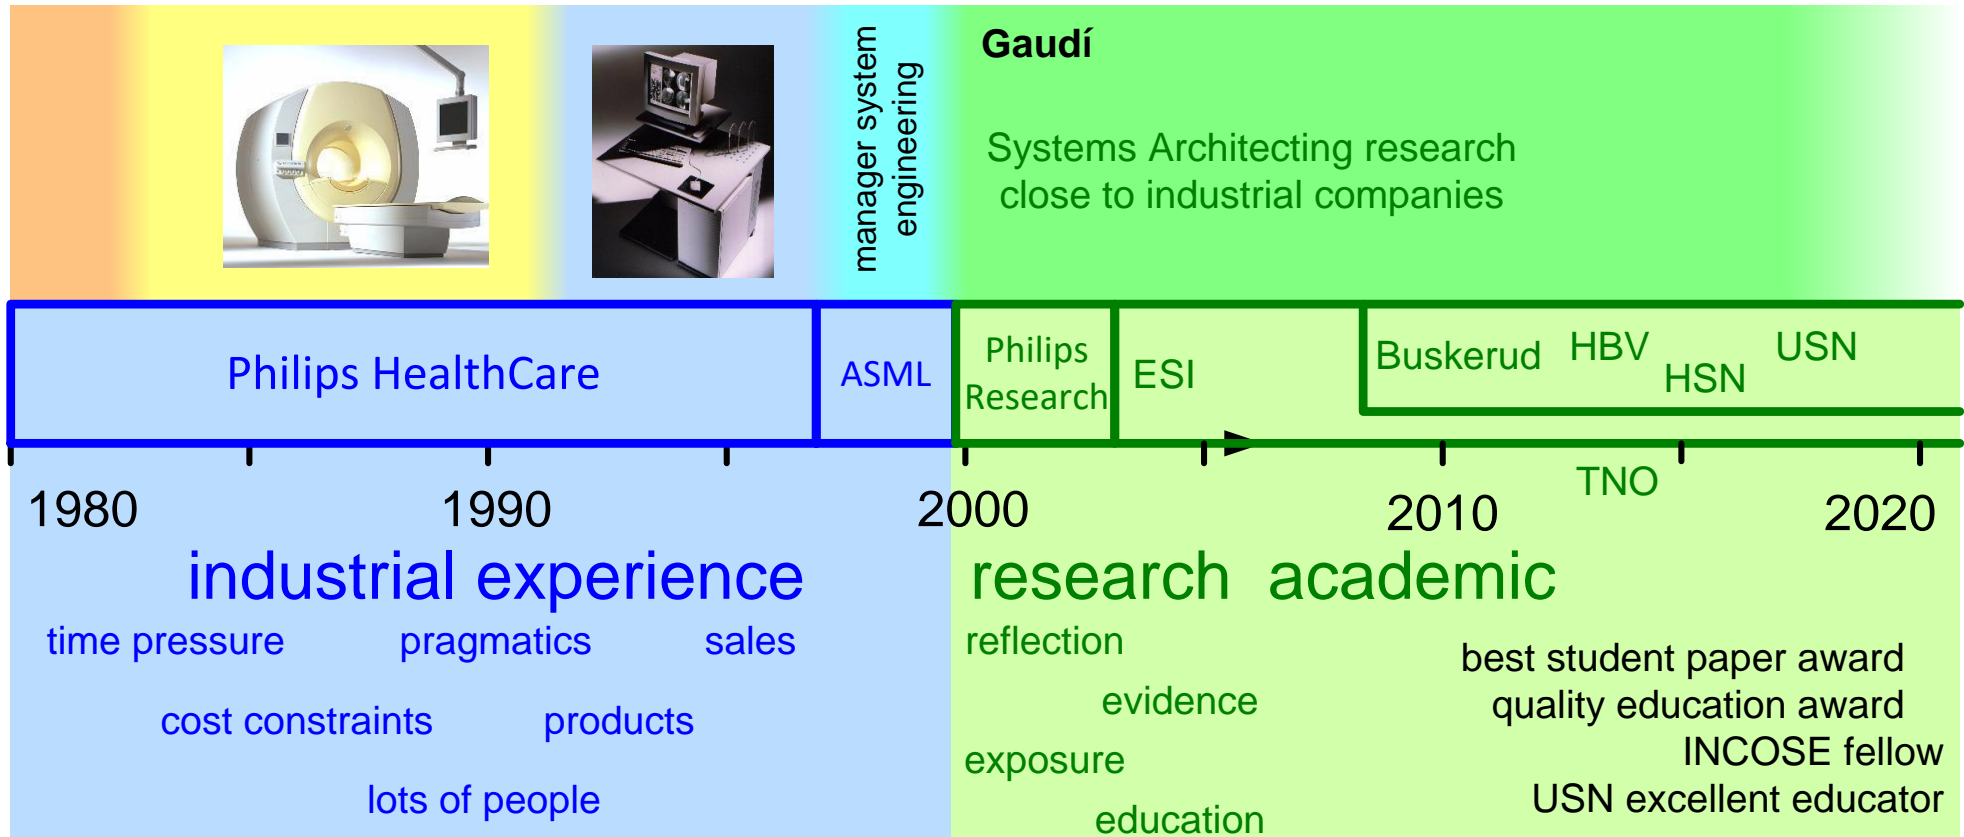 manager system
engineering
Gaudí
Systems Architecting research
close to industrial companies
Philips HealthCare
ASML
Philips
Research
ESI
Buskerud
HBV
HSN
USN
TNO
1980
1990
2000
2010
2020
industrial experience
research academic
time pressure
pragmatics
sales
cost constraints
products
lots of people
reflection
evidence
exposure
education
best student paper award
quality education award
INCOSE fellow
USN excellent educator